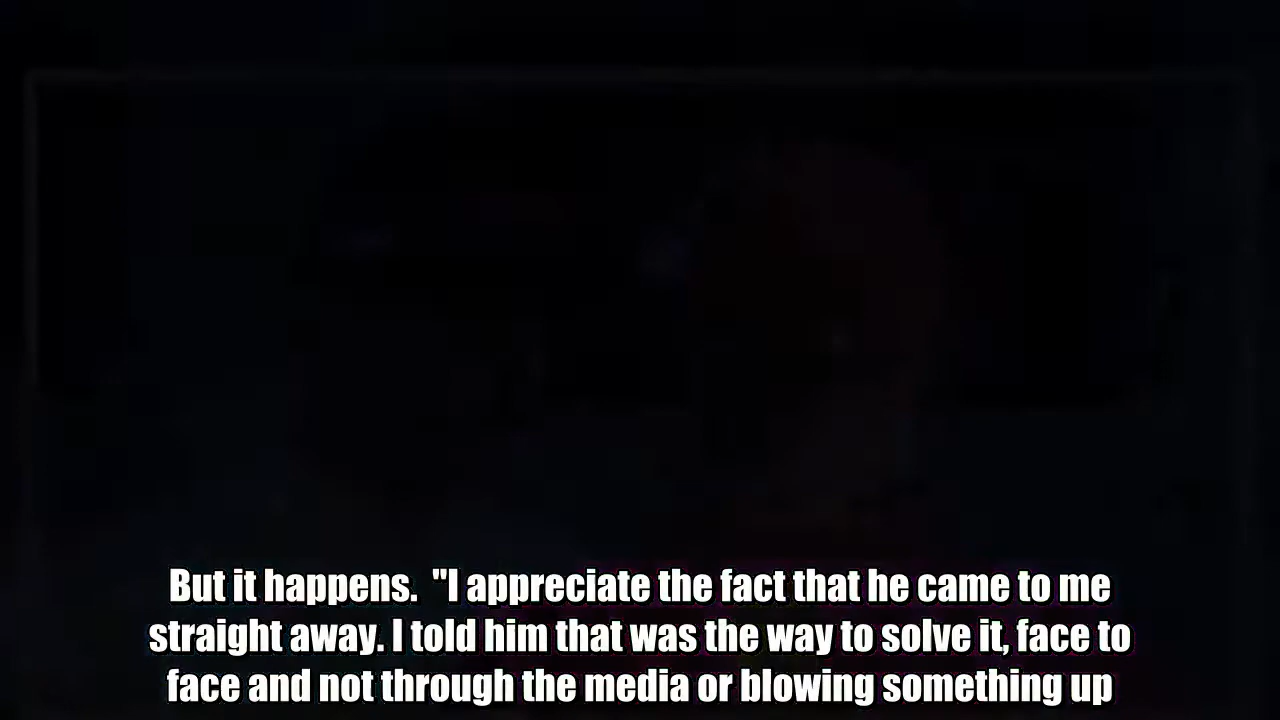 But it happens.  "I appreciate the fact that he came to me
straight away. I told him that was the way to solve it, face to
face and not through the media or blowing something up